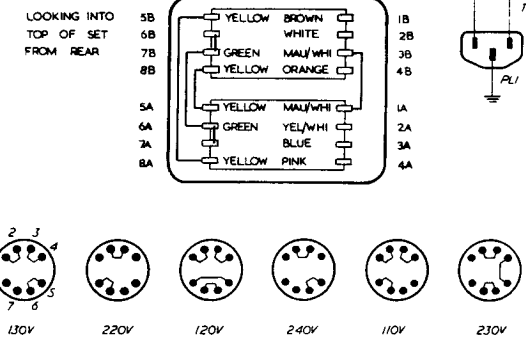 LOOKING INTO
TOP OF SET
FROM REAR
5B YELLOW BROWN 1B
6B WHITE 2B
7B GREEN MAU/WHI 3B
8B YELLOW ORANGE 4B
5A YELLOW MAU/WHI 1A
6A GREEN YEL/WHI 2A
7A BLUE 3A
8A YELLOW PINK 4A
PL1
2 3
4
5
7 6
130V 220V 120V 240V 110V 230V